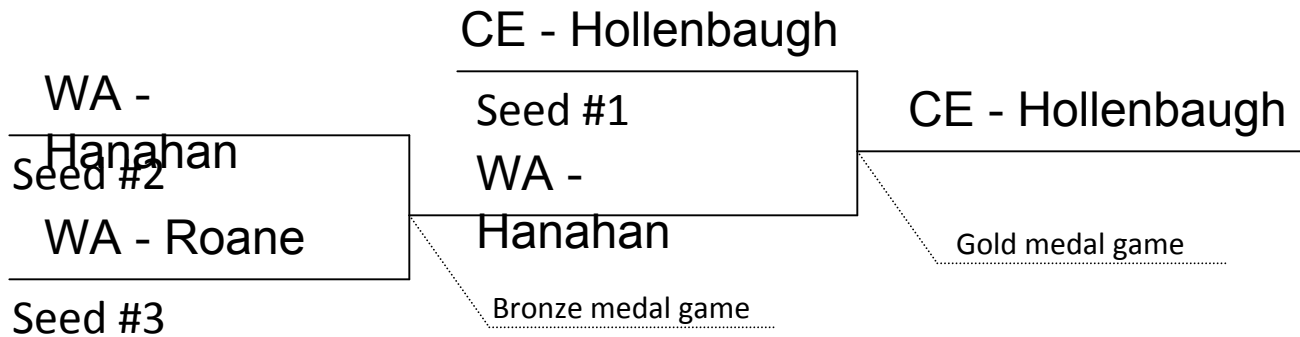 CE - Hollenbaugh
WA -
Hanahan
Seed #2
WA - Roane
Seed #3
Seed #1
WA -
Hanahan
CE - Hollenbaugh
Gold medal game
Bronze medal game